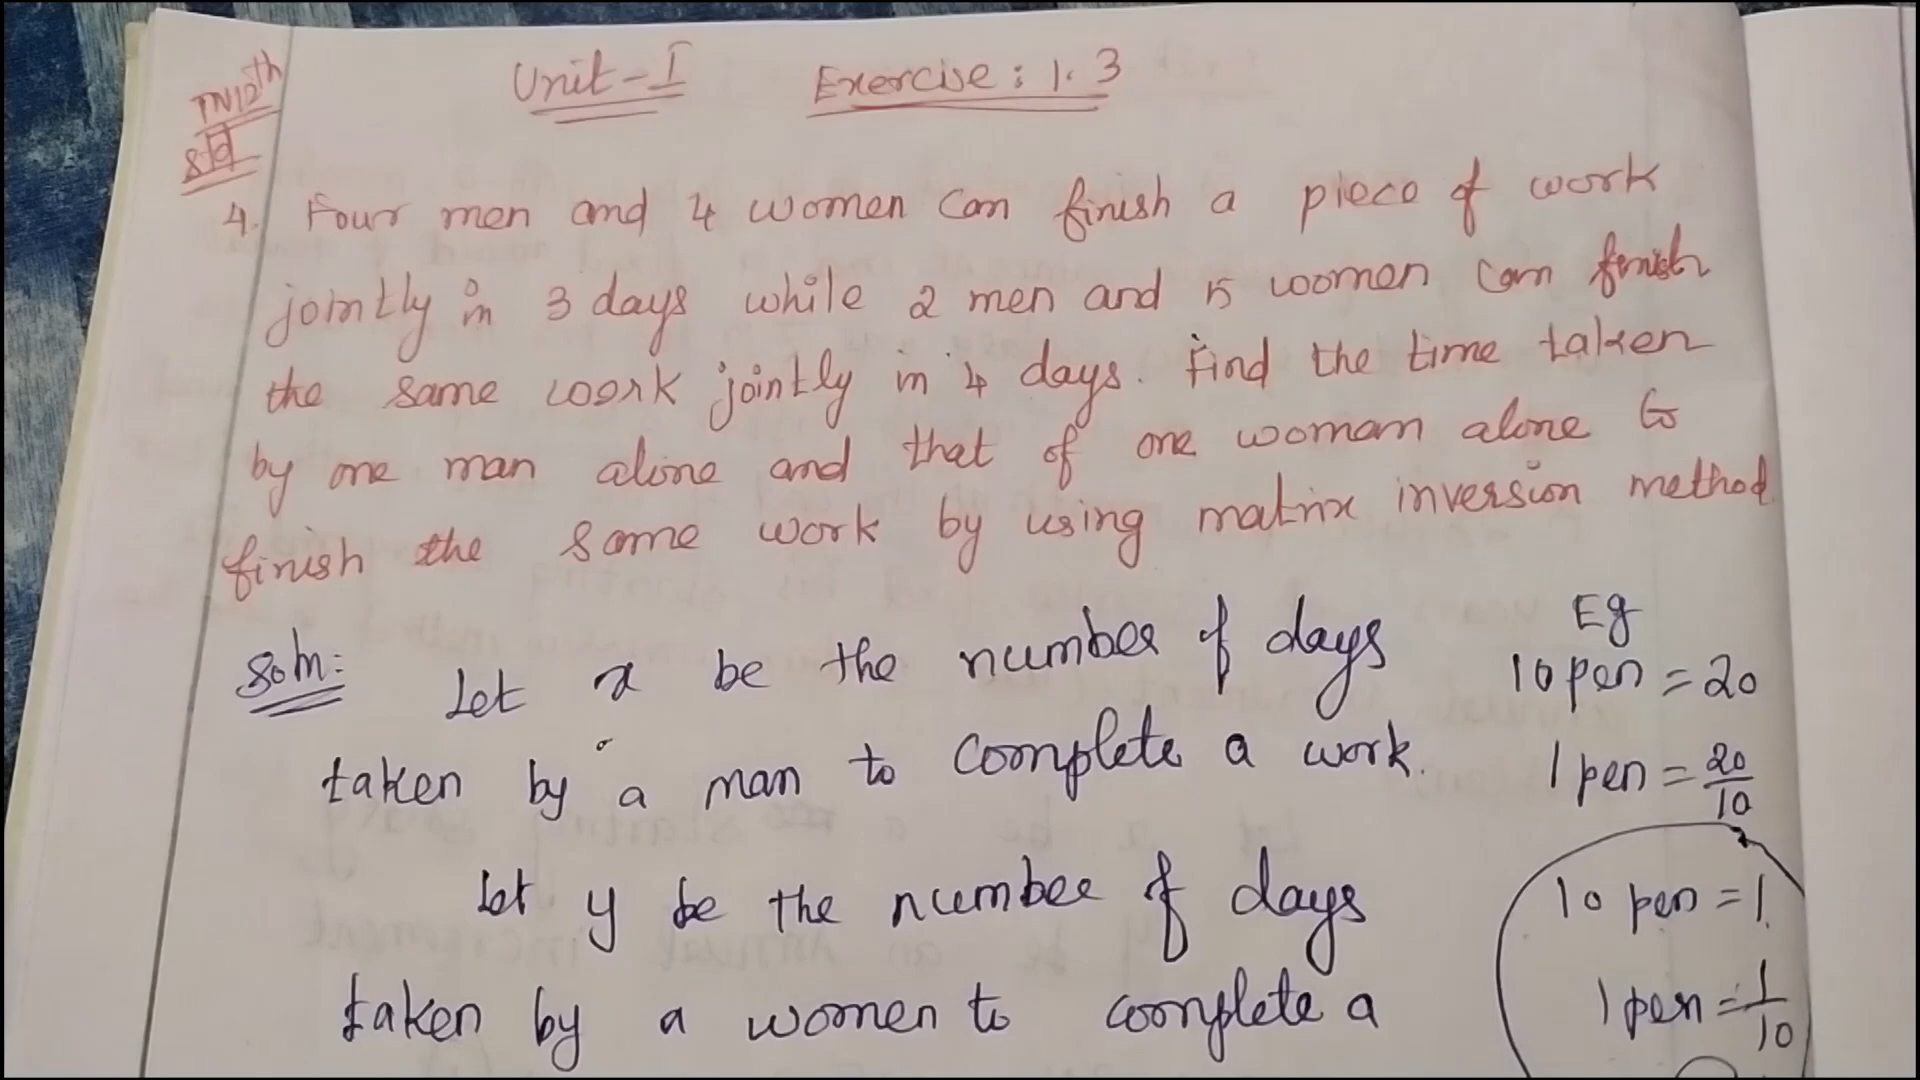 TN12th
Std
Unit-I Exercise: 1.3
4. Four men and 4 women can finish a piece of work
jointly in 3 days while 2 men and 5 women can finish
the same work jointly in 4 days. Find the time taken
by one man alone and that of one woman alone to
finish the same work by using matrix inversion method
Soln: Let x be the number of days
taken by a man to complete a work.
Let y be the number of days
taken by a women to complete a
Eg
10 pen = 20
1 pen = 20/10
10 pen = 1
1 pen = 1/10